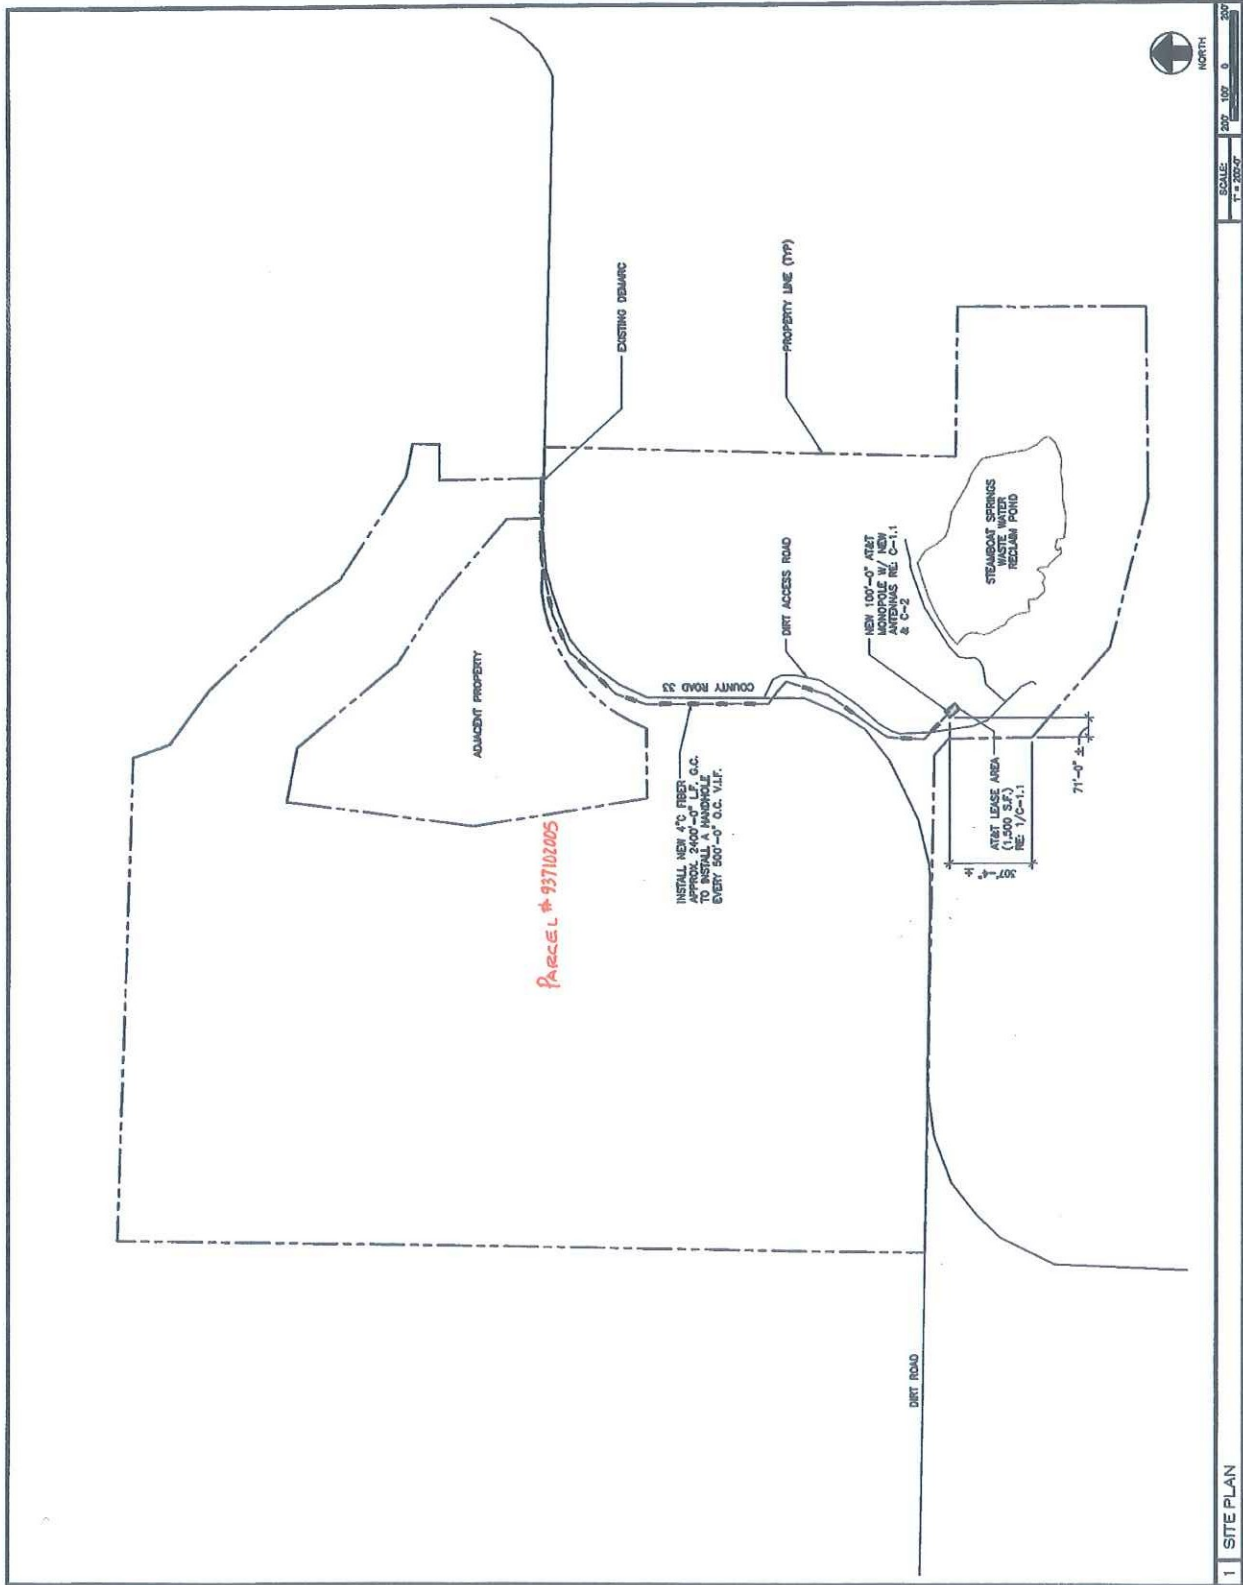 NORTH
EXISTING DEMARC
PROPERTY LINE (TYP)
ADJACENT PROPERTY
PARCEL # 937102005
COUNTY ROAD 33
INSTALL NEW 4"C FIBER
APPROX. 2400'-0" L.F. G.C.
TO INSTALL A HANDHOLE
EVERY 500'-0" O.C. V.I.F.
DIRT ACCESS ROAD
NEW 100'-0" AT&T
MONOPOLE W/ NEW
ANTENNAS RE: C-1.1
& C-2
STEAMBOAT SPRINGS
WASTE WATER
RECLAIM POND
AT&T LEASE AREA
(1,500 S.F.)
RE: 1/C-1.1
71'-0" ±
±
DIRT ROAD
1 SITE PLAN
SCALE:
1" = 200'-0"
200' 100' 0 200'